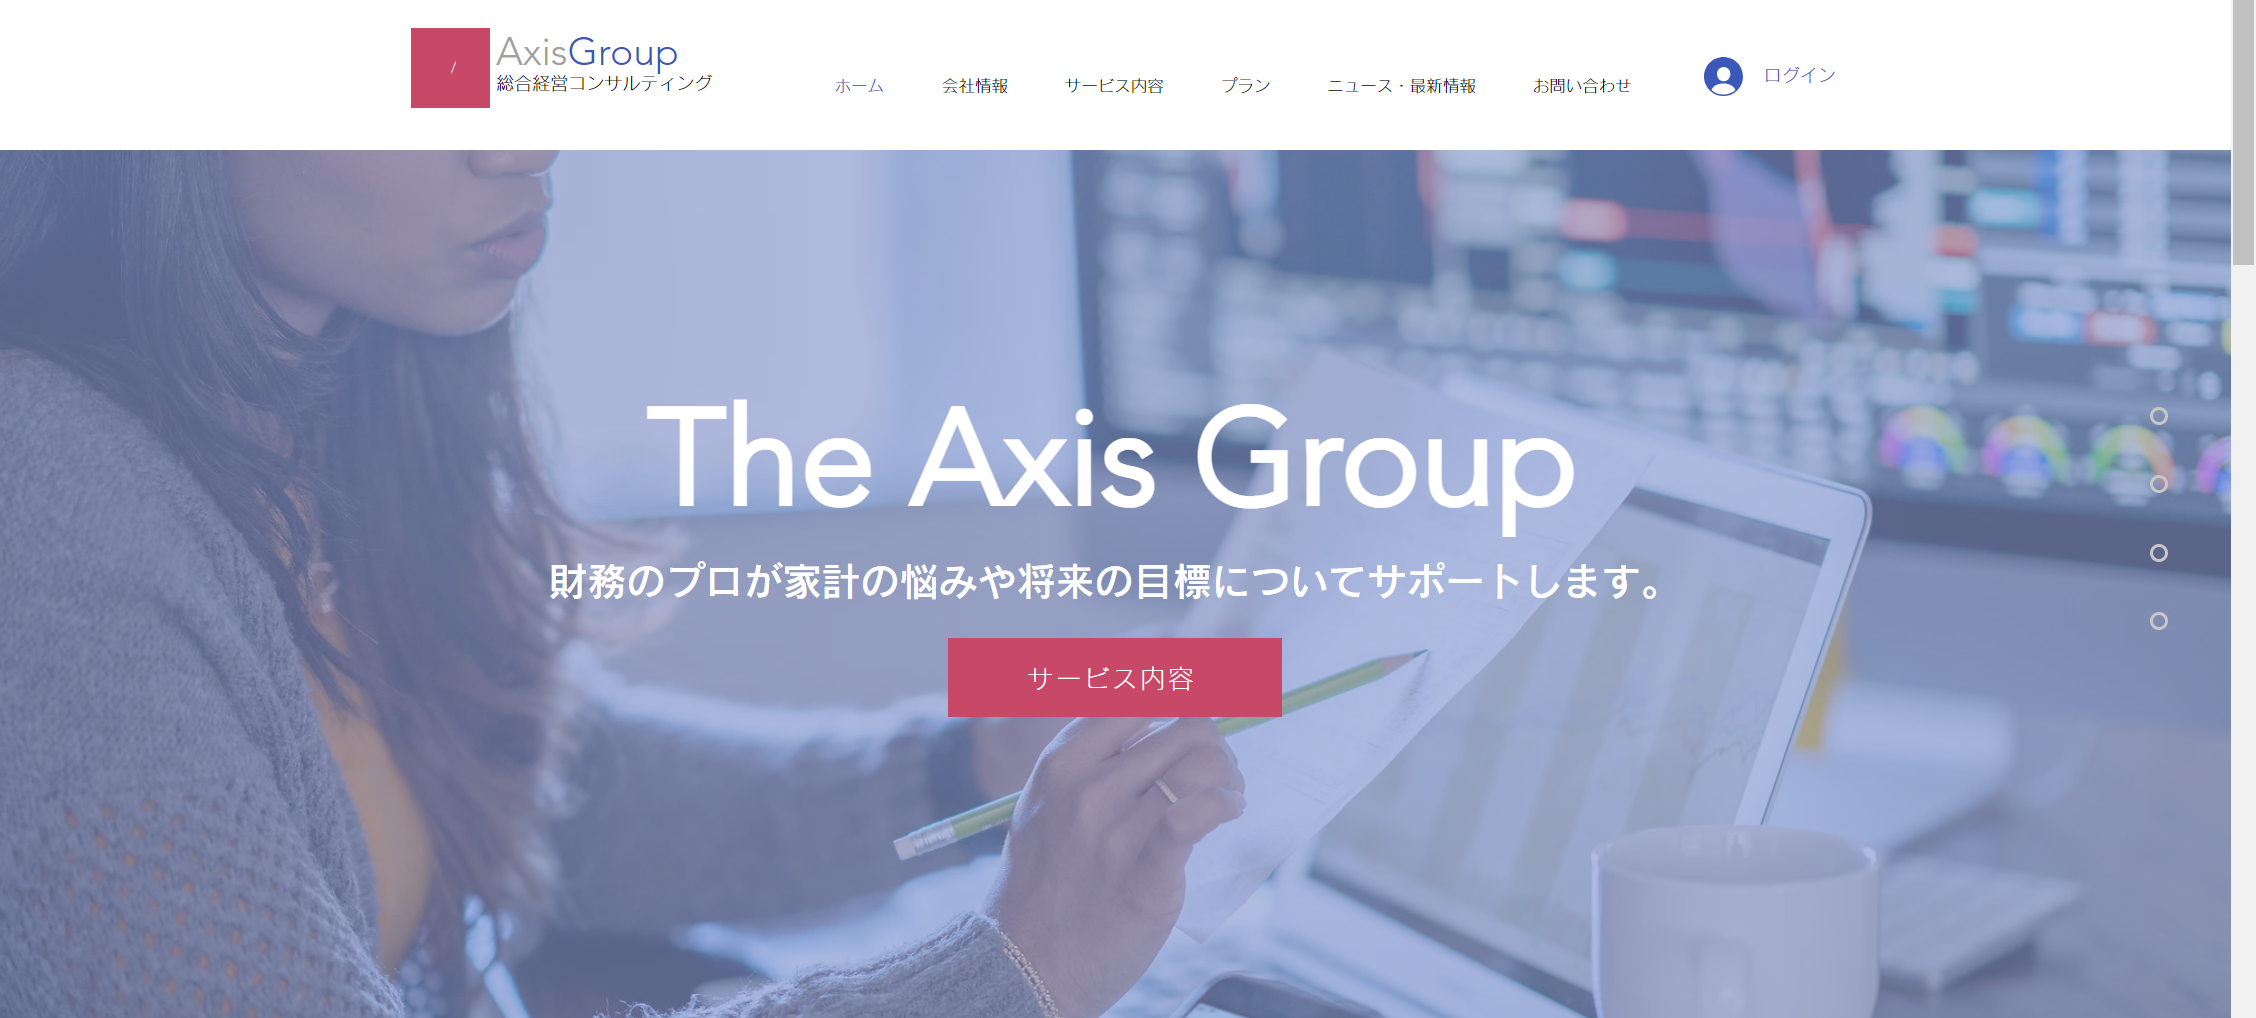 /
AxisGroup
総合経営コンサルティング
ホーム
会社情報
サービス内容
プラン
ニュース・最新情報
お問い合わせ
ログイン
The Axis Group
財務のプロが家計の悩みや将来の目標についてサポートします。
サービス内容